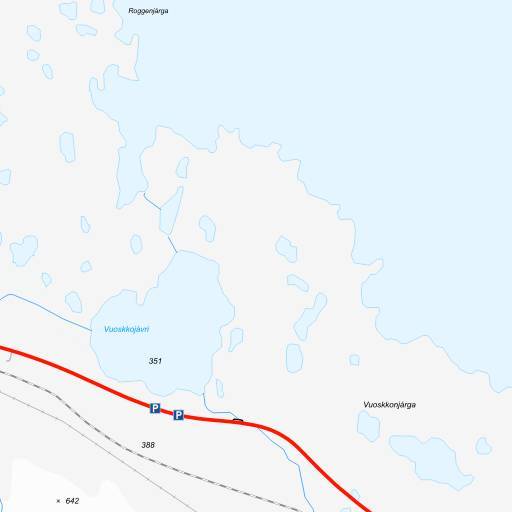 Roggenjárga
Vuoskkojávri
351
Vuoskkonjárga
P
P
388
× 642